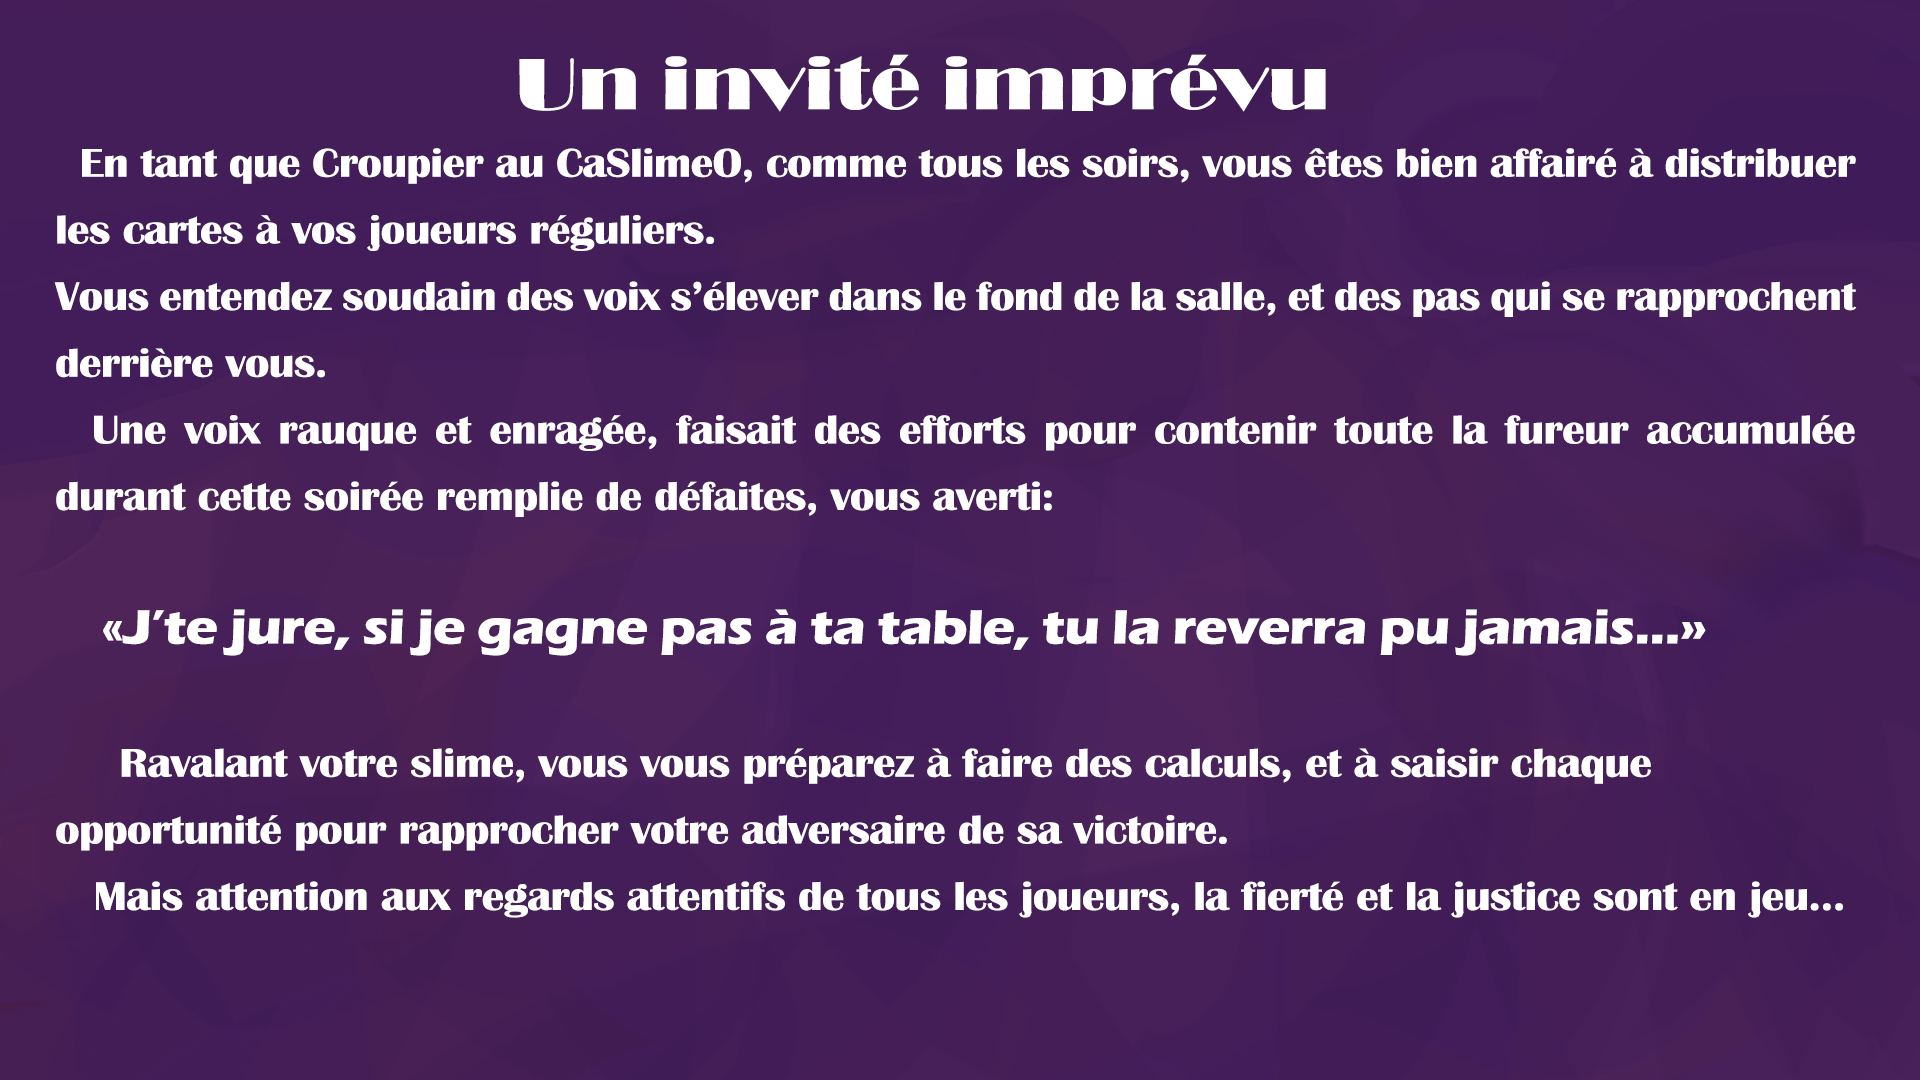 Un invité imprévu
En tant que Croupier au CaSlimeO, comme tous les soirs, vous êtes bien affairé à distribuer
les cartes à vos joueurs réguliers.
Vous entendez soudain des voix s’élever dans le fond de la salle, et des pas qui se rapprochent
derrière vous.
Une voix rauque et enragée, faisait des efforts pour contenir toute la fureur accumulée
durant cette soirée remplie de défaites, vous averti:
«J’te jure, si je gagne pas à ta table, tu la reverra pu jamais...»
Ravalant votre slime, vous vous préparez à faire des calculs, et à saisir chaque
opportunité pour rapprocher votre adversaire de sa victoire.
Mais attention aux regards attentifs de tous les joueurs, la fierté et la justice sont en jeu...